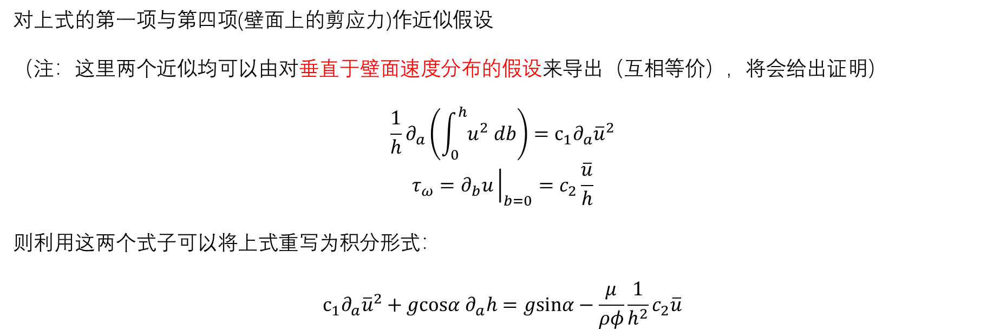 对上式的第一项与第四项(壁面上的剪应力)作近似假设
（注：这里两个近似均可以由对垂直于壁面速度分布的假设来导出（互相等价），将会给出证明）
\frac{1}{h}\partial_a\left(\int_0^h u^2\,db\right) = c_1\partial_a\bar{u}^2
\tau_\omega = \partial_b u\Big|_{b=0} = c_2\frac{\bar{u}}{h}
则利用这两个式子可以将上式重写为积分形式：
c_1\partial_a\bar{u}^2 + g\cos\alpha\,\partial_a h = g\sin\alpha - \frac{\mu}{\rho\phi}\frac{1}{h^2}c_2\bar{u}